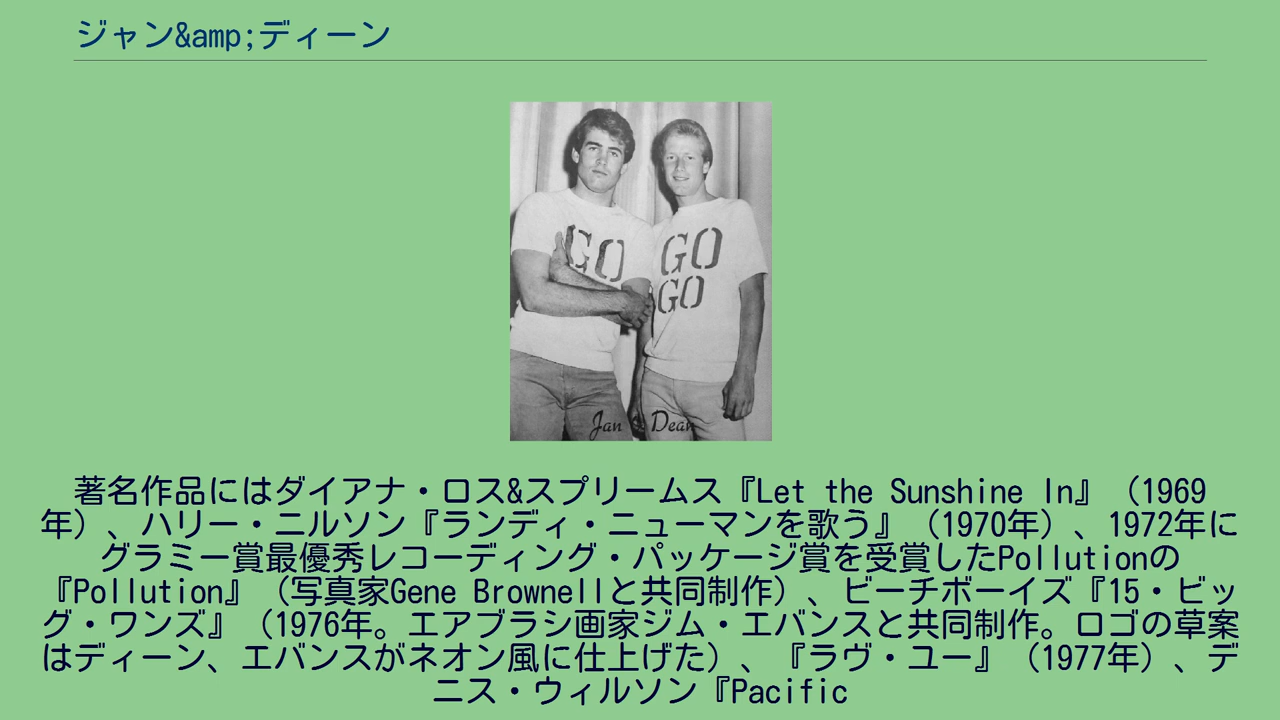 ジャン&amp;ディーン
GO GO
GO
Jan & Dean
著名作品にはダイアナ・ロス&スプリームス『Let the Sunshine In』（1969
年）、ハリー・ニルソン『ランディ・ニューマンを歌う』（1970年）、1972年に
グラミー賞最優秀レコーディング・パッケージ賞を受賞したPollutionの
『Pollution』（写真家Gene Brownellと共同制作）、ビーチボーイズ『15・ビッ
グ・ワンズ』（1976年。エアブラシ画家ジム・エバンスと共同制作。ロゴの草案
はディーン、エバンスがネオン風に仕上げた）、『ラヴ・ユー』（1977年）、デ
ニス・ウィルソン『Pacific